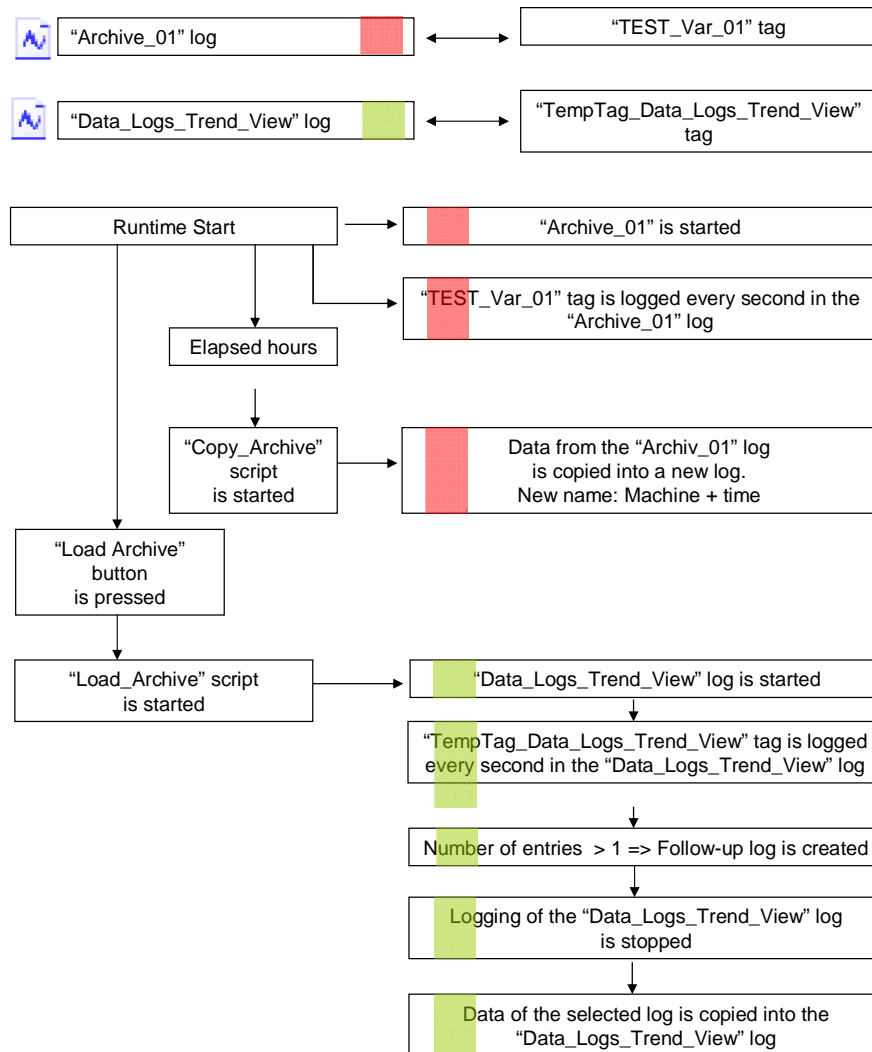 “Archive_01” log
“TEST_Var_01” tag
“Data_Logs_Trend_View” log
“TempTag_Data_Logs_Trend_View”
tag
Runtime Start
“Archive_01” is started
“TEST_Var_01” tag is logged every second in the
“Archive_01” log
Elapsed hours
“Copy_Archive”
script
is started
Data from the “Archiv_01” log
is copied into a new log.
New name: Machine + time
“Load Archive”
button
is pressed
“Load_Archive” script
is started
“Data_Logs_Trend_View” log is started
“TempTag_Data_Logs_Trend_View” tag is logged
every second in the “Data_Logs_Trend_View” log
Number of entries > 1 => Follow-up log is created
Logging of the “Data_Logs_Trend_View” log
is stopped
Data of the selected log is copied into the
“Data_Logs_Trend_View” log